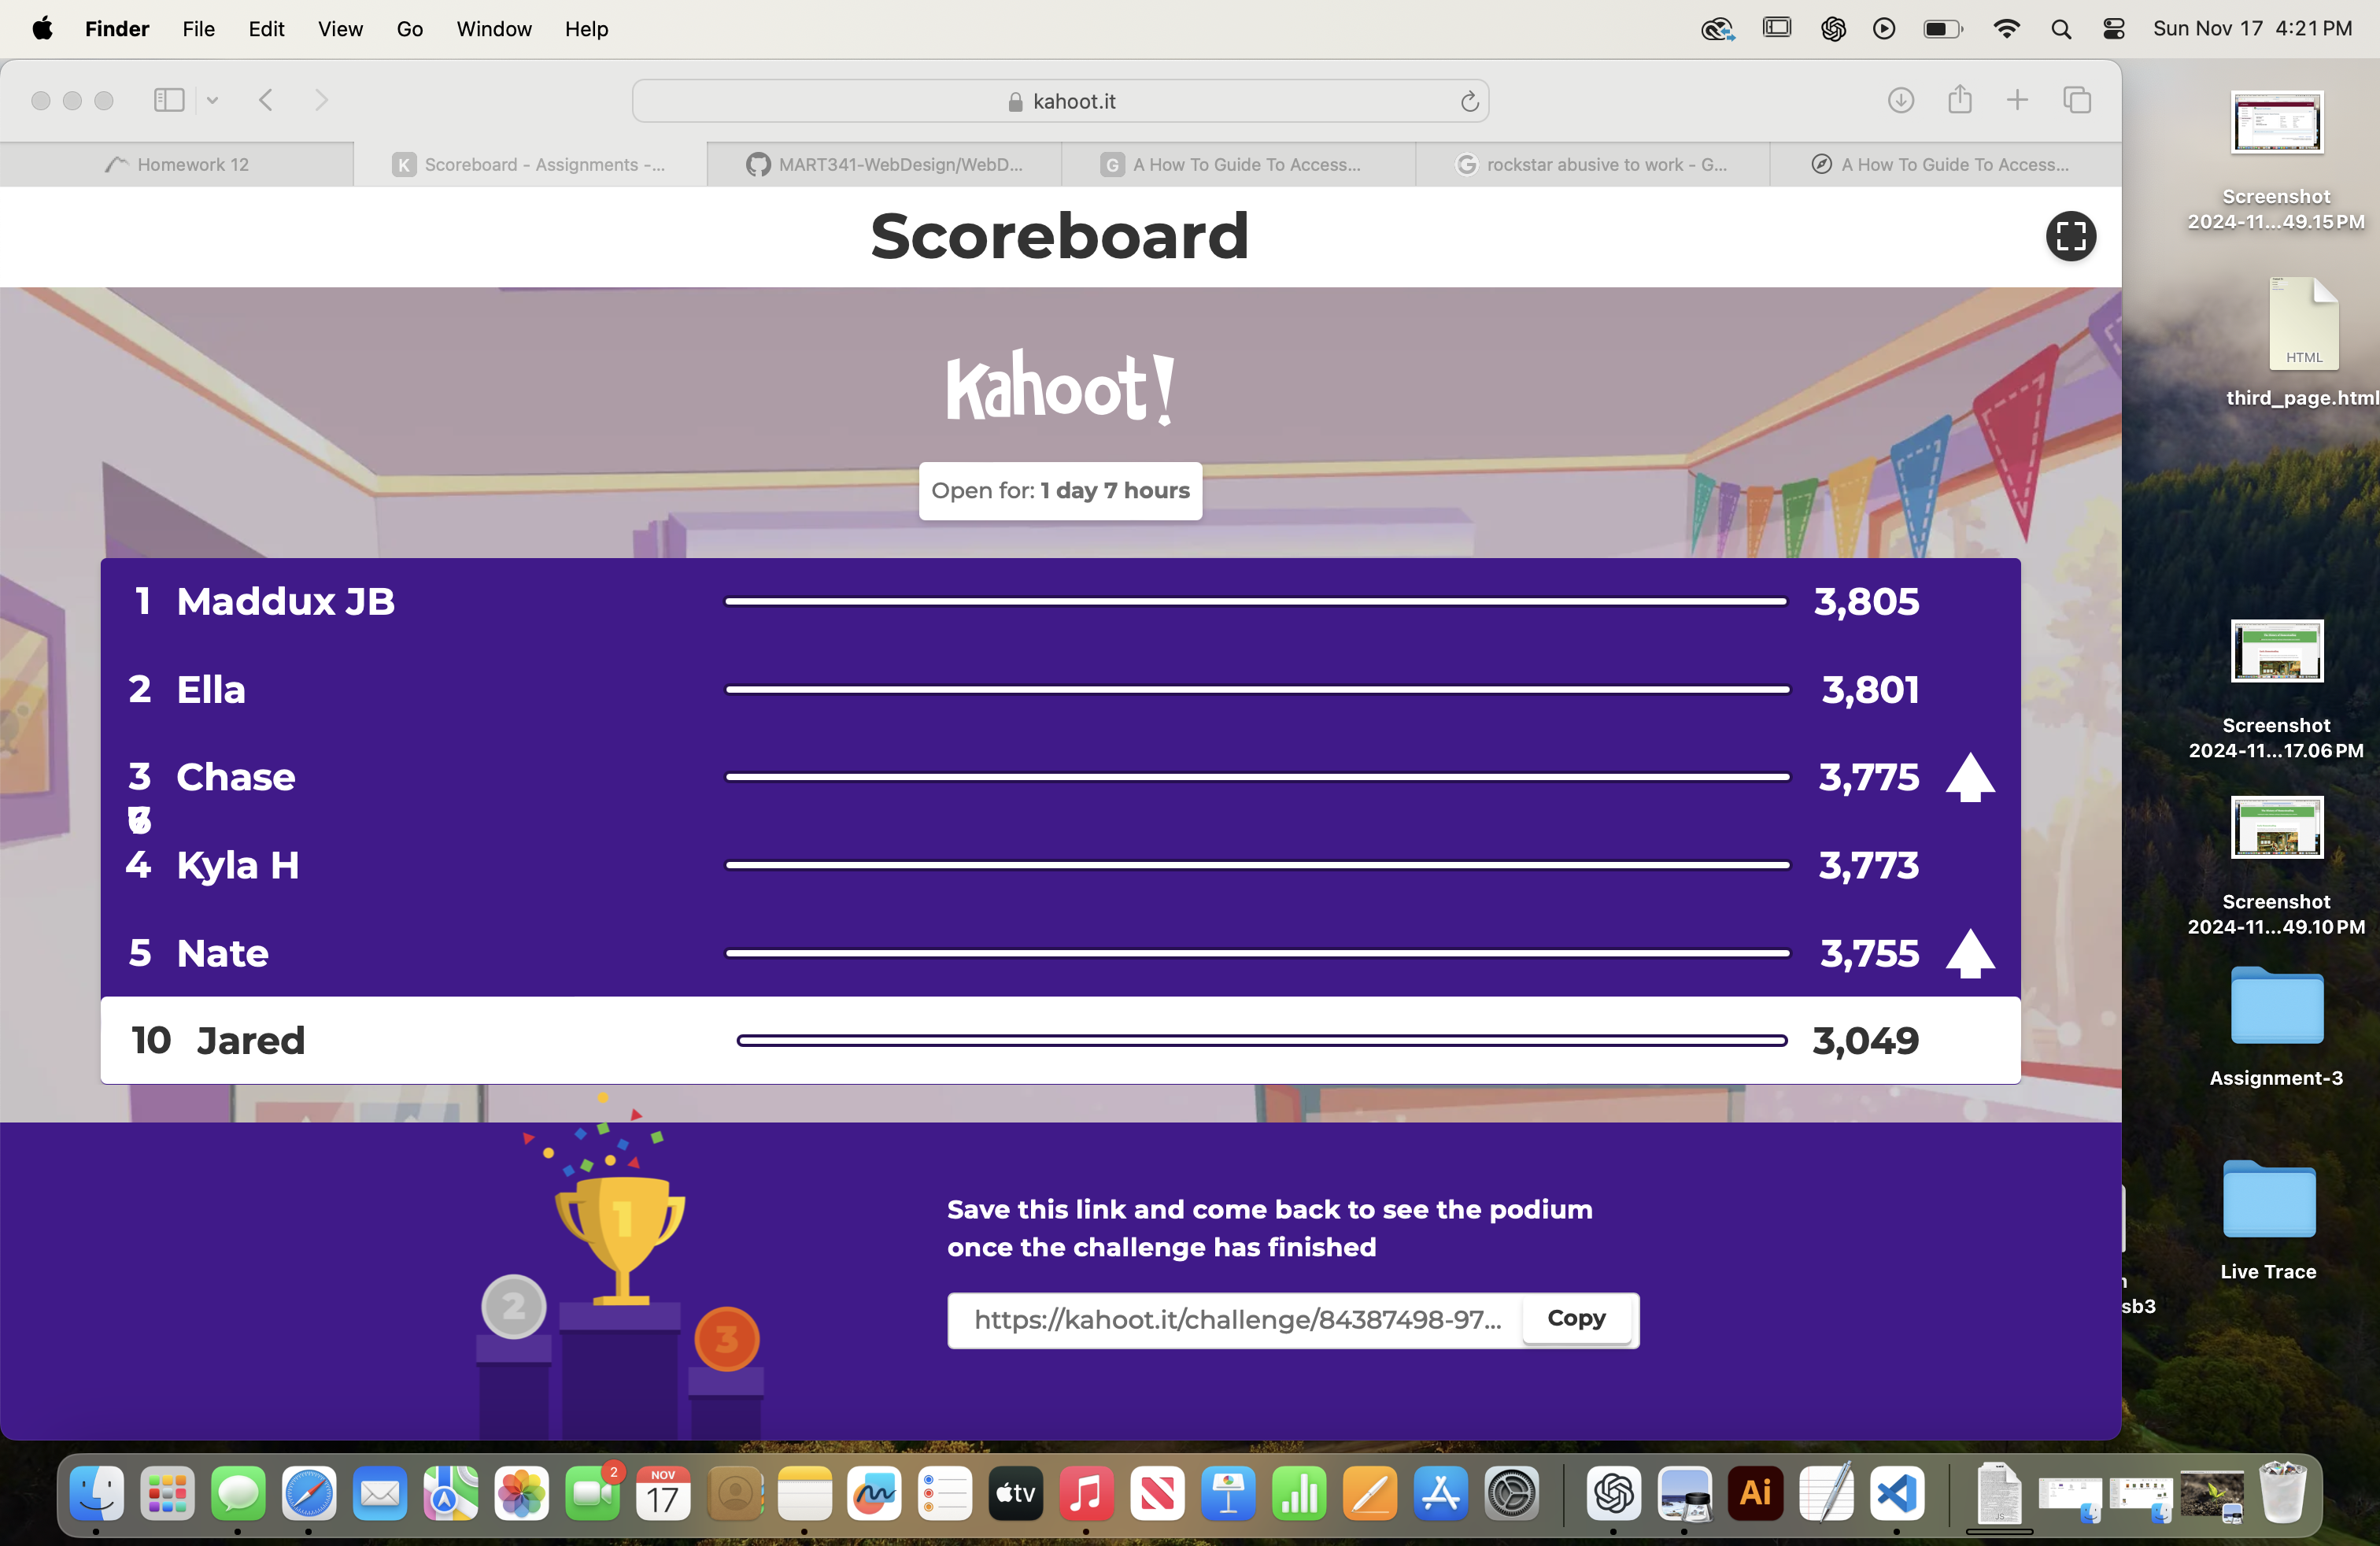 Finder File Edit View Go Window Help
Sun Nov 17 4:21 PM
kahoot.it
Homework 12
K Scoreboard - Assignments -...
MART341-WebDesign/WebD...
G A How To Guide To Access...
G rockstar abusive to work - G...
A How To Guide To Access...
Scoreboard
Kahoot!
Open for: 1 day 7 hours
1 Maddux JB 3,805
2 Ella 3,801
3 Chase 3,775
4 Kyla H 3,773
5 Nate 3,755
10 Jared 3,049
1
2
3
Save this link and come back to see the podium
once the challenge has finished
https://kahoot.it/challenge/84387498-97...
Copy
Screenshot
2024-11...49.15 PM
HTML
third_page.html
Screenshot
2024-11...17.06 PM
Screenshot
2024-11...49.10 PM
Assignment-3
Live Trace
sb3
2
NOV
17
tv
Ai
JS